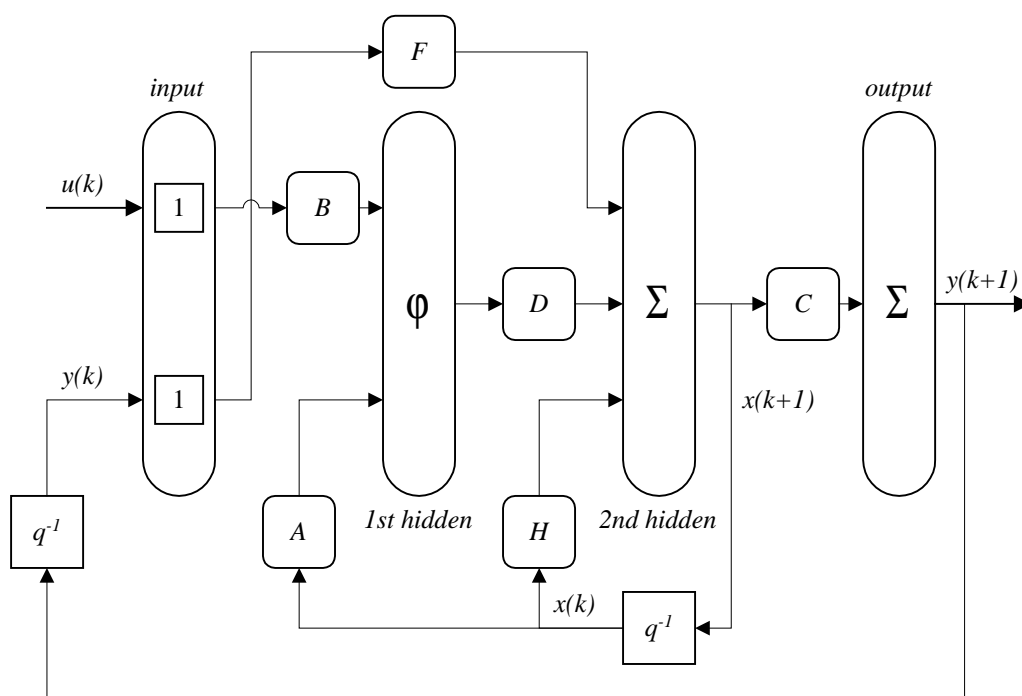 F
input
output
u(k)
1
B
φ
D
Σ
C
Σ
y(k+1)
y(k)
1
x(k+1)
q⁻¹
A
1st hidden
H
2nd hidden
x(k)
q⁻¹